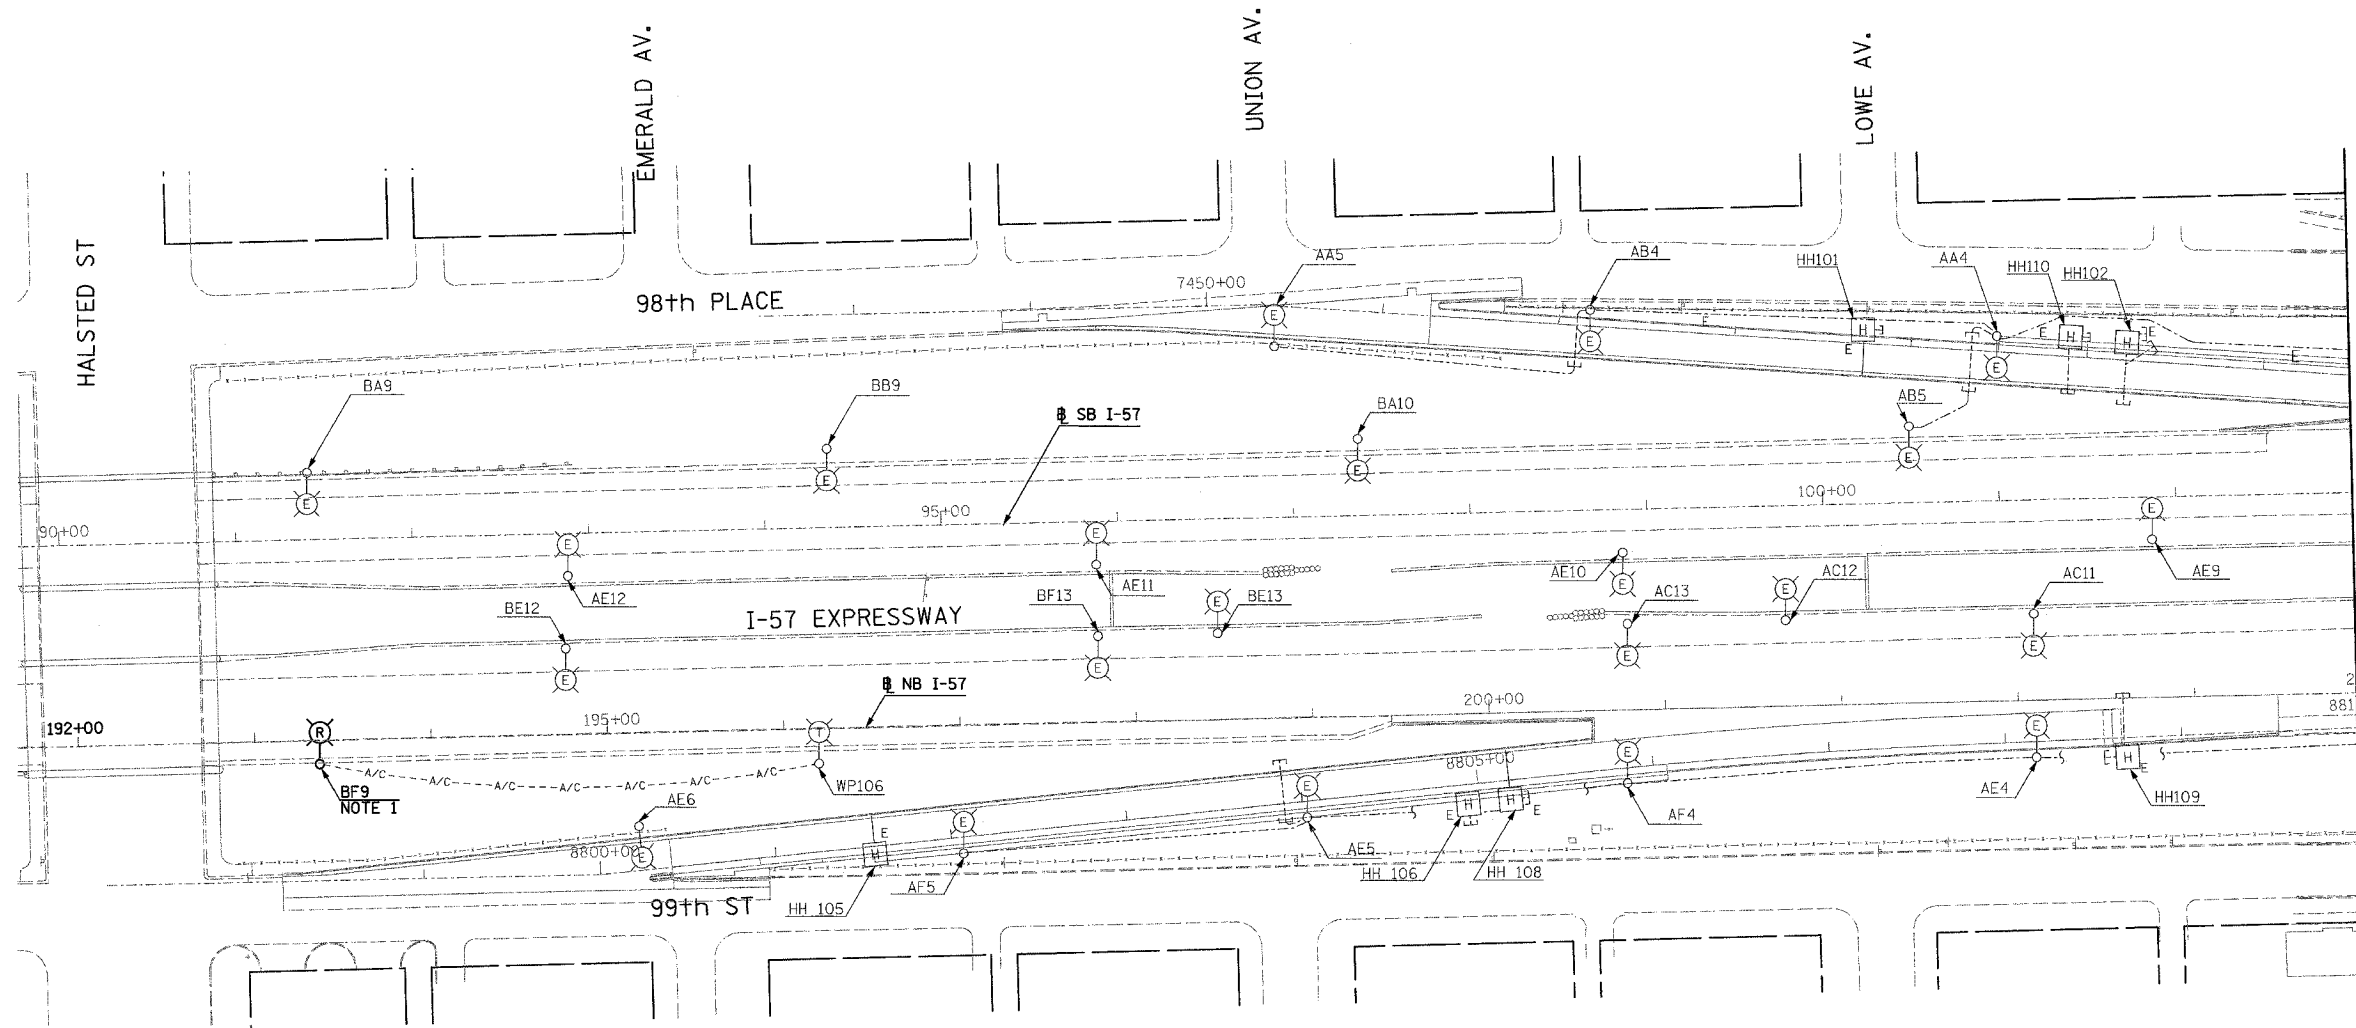 HALSTED ST
EMERALD AV.
UNION AV.
LOWE AV.
98th PLACE
7450+00
AA5
AB4
HH101
AA4
HH110
HH102
E
E
H
E
E
H
H
E
E
E
E
E
BA9
BB9
BA10
AB5
℄ SB I-57
E
E
E
E
90+00
95+00
100+00
E
E
E
E
E
AE12
AE11
AE10
AC12
AC11
AE9
BE12
I-57 EXPRESSWAY
BF13
E
BE13
AC13
E
E
E
E
℄ NB I-57
192+00
195+00
200+00
2
881
R
T
E
E
A/C
A/C
A/C
A/C
A/C
A/C
A/C
BF9
NOTE 1
WP106
AE6
8805+00
E
AE4
E
H
E
HH109
8800+00
E
E
H
E
E
H
E
H
E
AF4
AF5
AE5
HH 106
HH 108
99th ST
HH 105